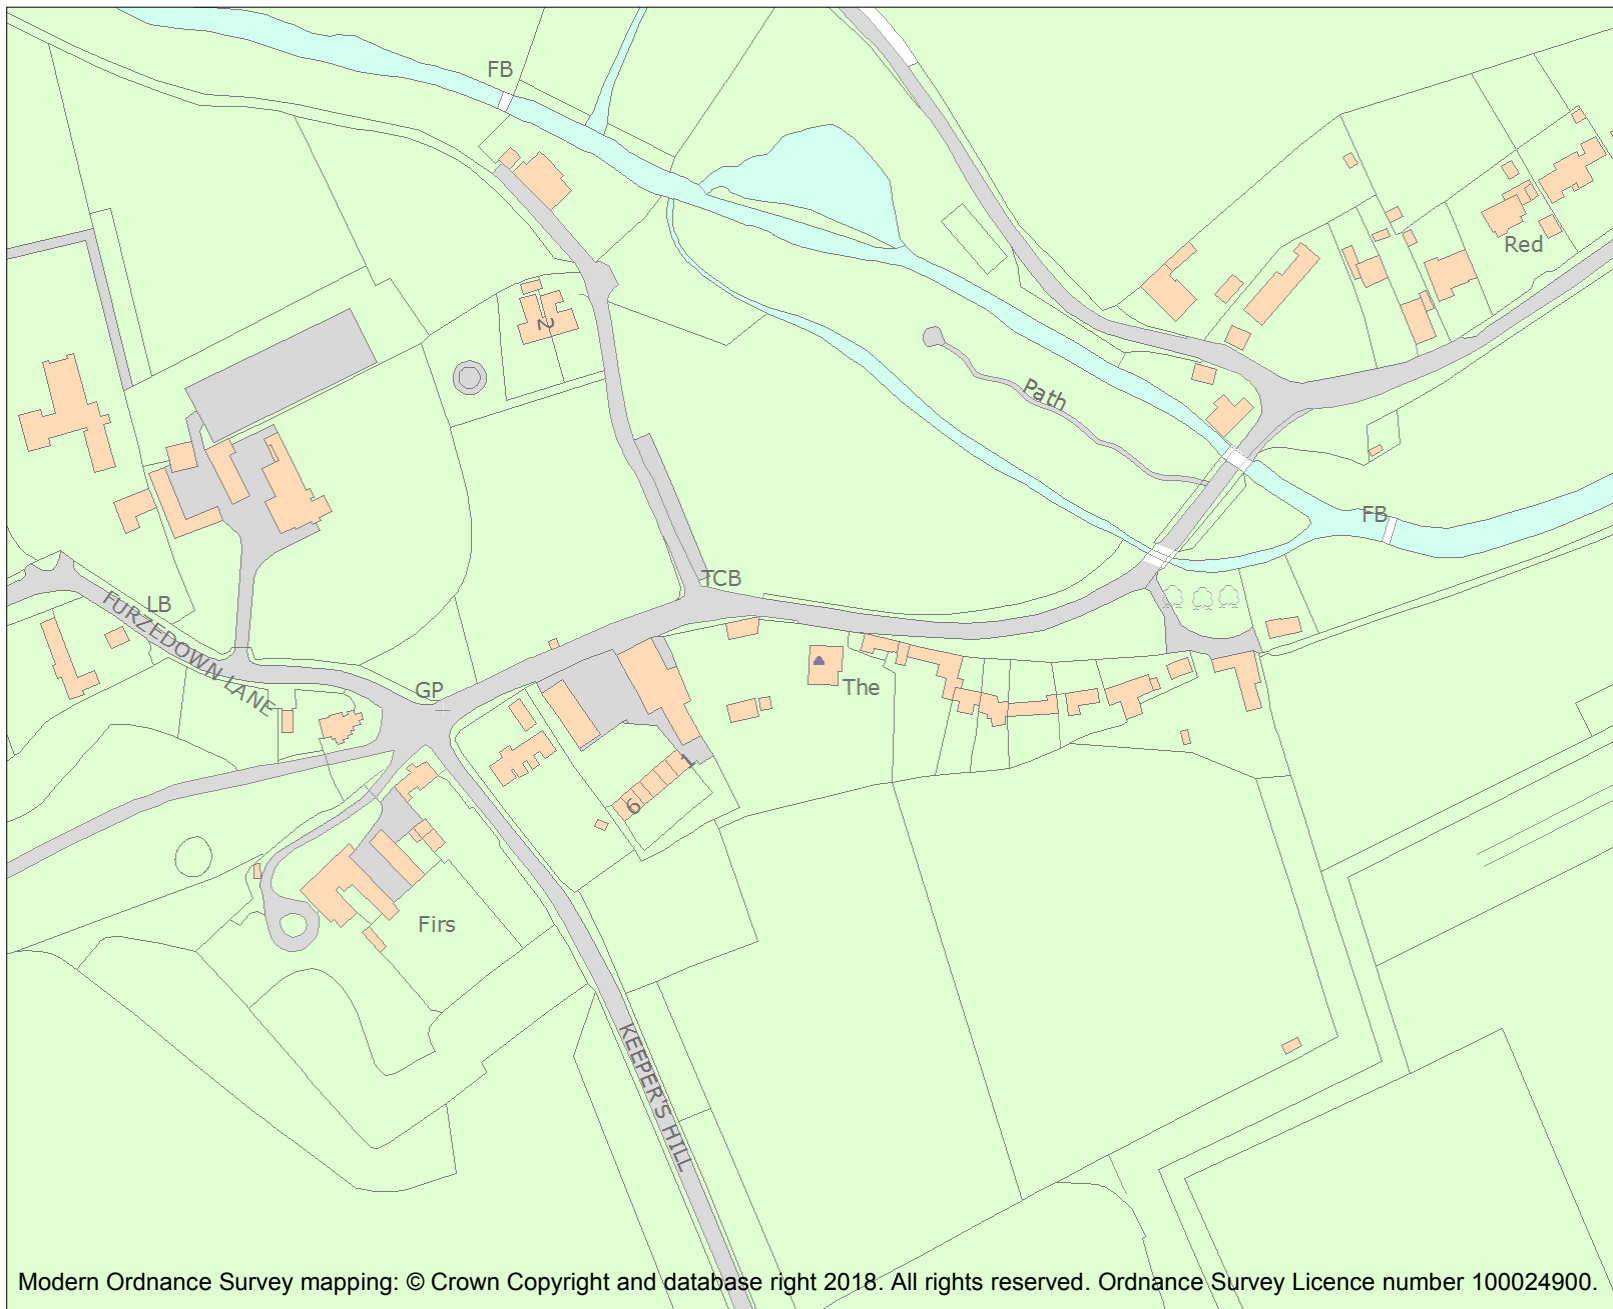 FB
Red
2
Path
FB
TCB
LB
FURZEDOWN LANE
GP
The
1
6
Firs
KEEPER'S HILL
Modern Ordnance Survey mapping: © Crown Copyright and database right 2018. All rights reserved. Ordnance Survey Licence number 100024900.